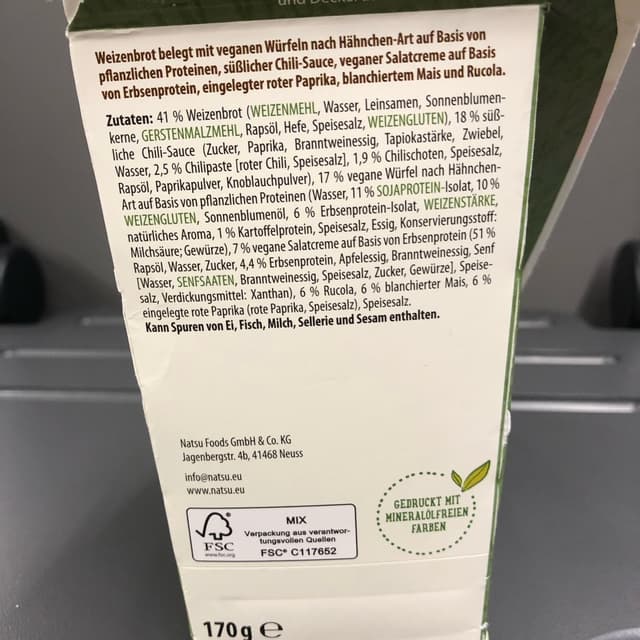 und
Weizenbrot belegt mit veganen Würfeln nach Hähnchen-Art auf Basis von
pflanzlichen Proteinen, süßlicher Chili-Sauce, veganer Salatcreme auf Basis
von Erbsenprotein, eingelegter roter Paprika, blanchiertem Mais und Rucola.
Zutaten: 41 % Weizenbrot (WEIZENMEHL, Wasser, Leinsamen, Sonnenblumen-
kerne, GERSTENMALZMEHL, Rapsöl, Hefe, Speisesalz, WEIZENGLUTEN), 18 % süß-
liche Chili-Sauce (Zucker, Paprika, Branntweinessig, Tapiokastärke, Zwiebel,
Wasser, 2,5 % Chilipaste [roter Chili, Speisesalz], 1,9 % Chilischoten, Speisesalz,
Rapsöl, Paprikapulver, Knoblauchpulver), 17 % vegane Würfel nach Hähnchen-
Art auf Basis von pflanzlichen Proteinen (Wasser, 11 % SOJAPROTEIN-Isolat, 10 %
WEIZENGLUTEN, Sonnenblumenöl, 6 % Erbsenprotein-Isolat, WEIZENSTÄRKE,
natürliches Aroma, 1 % Kartoffelprotein, Speisesalz, Essig, Konservierungsstoff:
Milchsäure; Gewürze), 7 % vegane Salatcreme auf Basis von Erbsenprotein (51 %
Rapsöl, Wasser, Zucker, 4,4 % Erbsenprotein, Apfelessig, Branntweinessig, Senf
[Wasser, SENFSAATEN, Branntweinessig, Speisesalz, Zucker, Gewürze], Speise-
salz, Verdickungsmittel: Xanthan), 6 % Rucola, 6 % blanchierter Mais, 6 %
eingelegte rote Paprika (rote Paprika, Speisesalz), Speisesalz.
Kann Spuren von Ei, Fisch, Milch, Sellerie und Sesam enthalten.
Natsu Foods GmbH & Co. KG
Jagenbergstr. 4b, 41468 Neuss
info@natsu.eu
www.natsu.eu
FSC
www.fsc.org
MIX
Verpackung aus verantwor-
tungsvollen Quellen
FSC® C117652
GEDRUCKT MIT
MINERALÖLFREIEN
FARBEN
170 g ℮